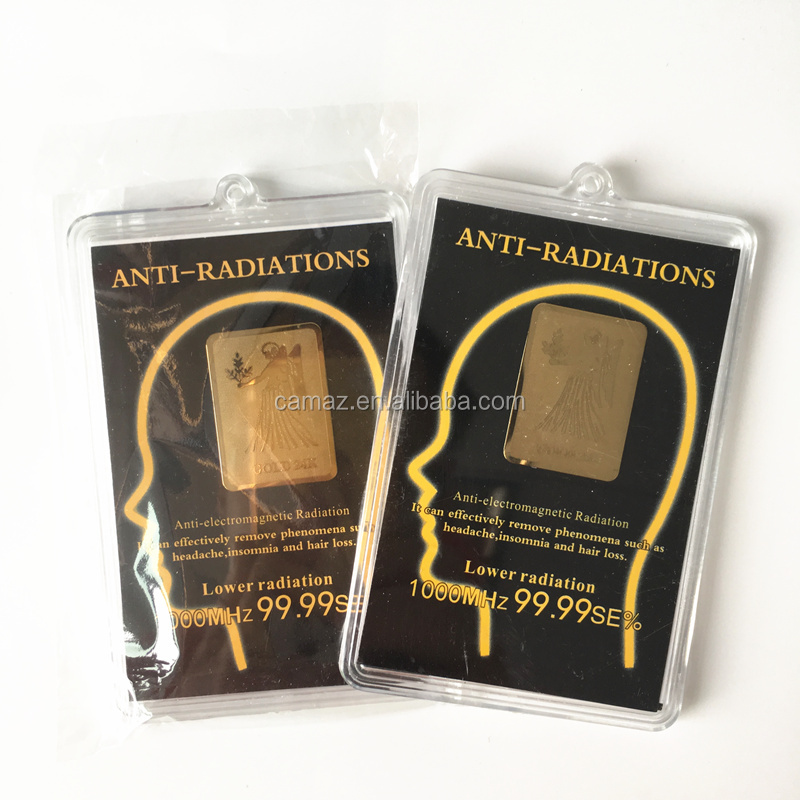 ANTI-RADIATIONS
GOLD 24K
Anti-electromagnetic Radiation
can effectively remove phenomena such
headache,insomnia and hair loss.
Lower radiation
000MHz 99.99SE
ANTI-RADIATIONS
Anti-electromagnetic Radiation
It can effectively remove phenomena such as
headache,insomnia and hair loss.
Lower radiation
1000MHz 99.99SE%
camaz.en.alibaba.com